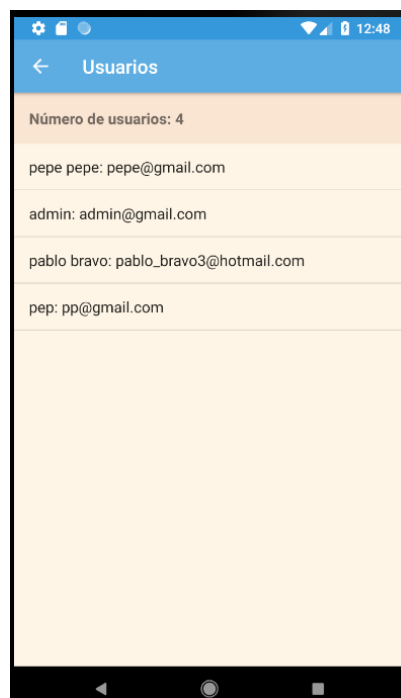 12:48
Usuarios
Número de usuarios: 4
pepe pepe: pepe@gmail.com
admin: admin@gmail.com
pablo bravo: pablo_bravo3@hotmail.com
pep: pp@gmail.com